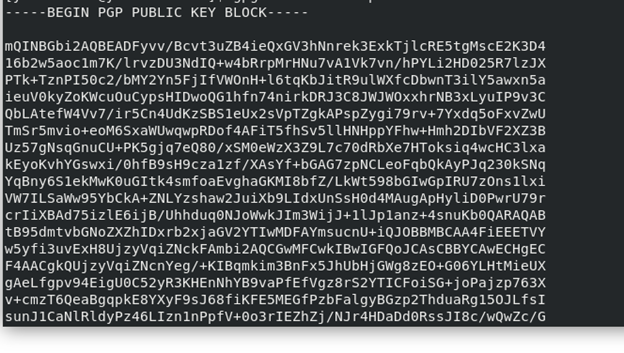 -----BEGIN PGP PUBLIC KEY BLOCK-----
mQINBGbi2AQBEADFyvv/Bcvt3uZB4ieQxGV3hNnrek3ExkTjlcRE5tgMscE2K3D4
16b2w5aoc1m7K/lrvzDU3NdIQ+w4bRrpMrHNu7vA1Vk7vn/hPYLi2HD025R7lzJX
PTk+TznPI50c2/bMY2Yn5FjIfVWOnH+l6tqKbJitR9ulWXfcDbwnT3ilY5awxn5a
ieuV0kyZoKWcuOuCypsHIDwoQG1hfn74nirkDRJ3C8JWJWOxxhrNB3xLyuIP9v3C
QbLAtefW4Vv7/ir5Cn4UdKzSBS1eUx2sVpTZgkAPspZygi79rv+7Yxdq5oFxvZwU
TmSr5mvio+eoM6SxaWUwqwpRDof4AFiT5fhSv5llHNHppYFhw+Hmh2DIbVF2XZ3B
Uz57gNsqGnuCU+PK5gjq7eQ80/xSM0eWzX3Z9L7c70dRbXe7HToksiq4wcHC3lxa
kEyoKvhYGswxi/0hfB9sH9cza1zf/XAsYf+bGAG7zpNCLeoFqbQkAyPJq230kSNq
YqBny6S1ekMwK0uGItk4smfoaEvghaGKMI8bfZ/LkWt598bGIwGpIRU7zOns1lxi
VW7ILSaWw95YbCkA+ZNLYzshaw2JuiXb9LIdxUnSsH0d4MAugApHyliD0PwrU79r
crIiXBAd75izlE6ijB/Uhhduq0NJoWwkJIm3WijJ+1lJp1anz+4snuKb0QARAQAB
tB95dmtvbGNoZXZhIDxrb2xjaGV2YTIwMDFAYmsucnU+iQJOBBMBCAA4FiEEETVY
w5yfi3uvExH8UjzyVqiZNckFAmbi2AQCGwMFCwkIBwIGFQoJCAsCBBYCAwECHgEC
F4AACgkQUjzyVqiZNcnYeg/+KIBqmkim3BnFx5JhUbHjGWg8zEO+G06YLHtMieUX
gAeLfgpv94EigU0C52yR3KHEnNhYB9vaPfEfVgz8rS2YTICFoiSG+joPajzp763X
v+cmzT6QeaBgqpkE8YXyF9sJ68fiKFE5MEGfPzbFalgyBGzp2ThduaRg15OJLfsI
sunJ1CaNlRldyPz46LIzn1nPpfV+0o3rIEZhZj/NJr4HDaDd0RssJI8c/wQwZc/G